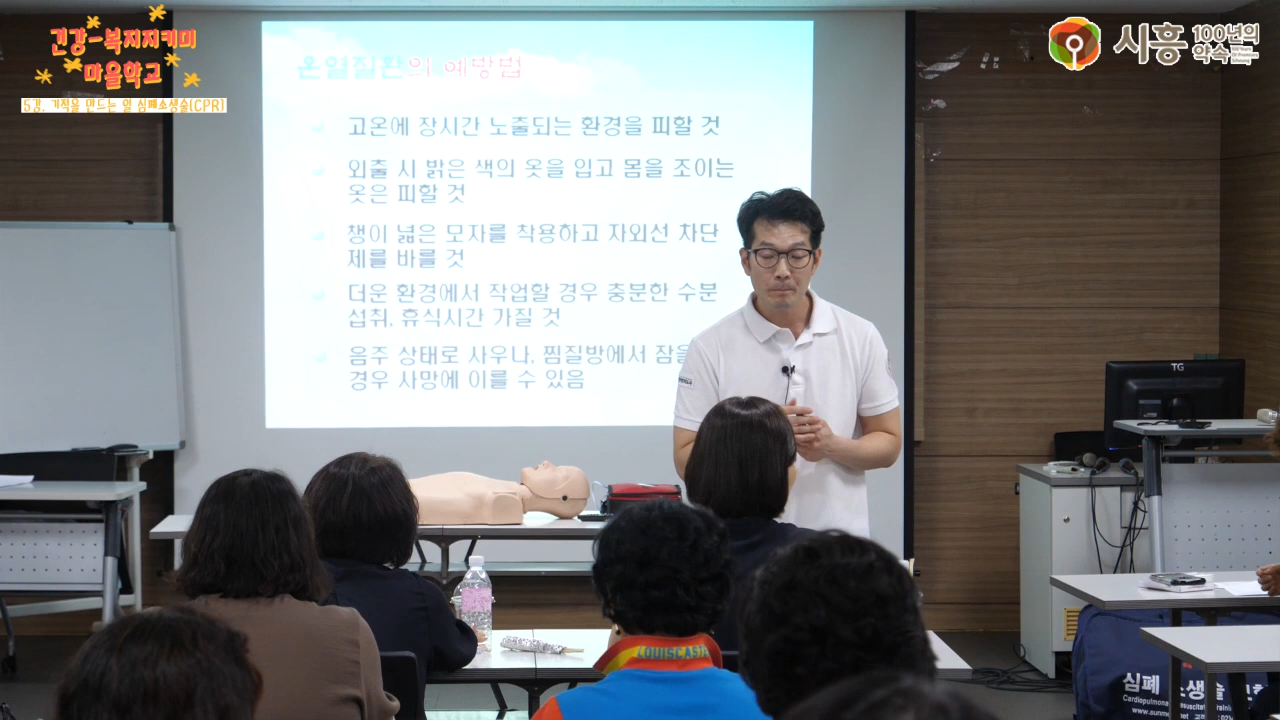 건강-복지지키미
마을학교
5강. 기적을 만드는 일 심폐소생술(CPR)
시흥 100년의
약속
온열질환의 예방법
고온에 장시간 노출되는 환경을 피할 것
외출 시 밝은 색의 옷을 입고 몸을 조이는
옷은 피할 것
챙이 넓은 모자를 착용하고 자외선 차단
제를 바를 것
더운 환경에서 작업할 경우 충분한 수분
섭취, 휴식시간 가질 것
음주 상태로 사우나, 찜질방에서 잠을
경우 사망에 이를 수 있음
TG
LOUISCAST
심폐 소생술
Cardiopulmona